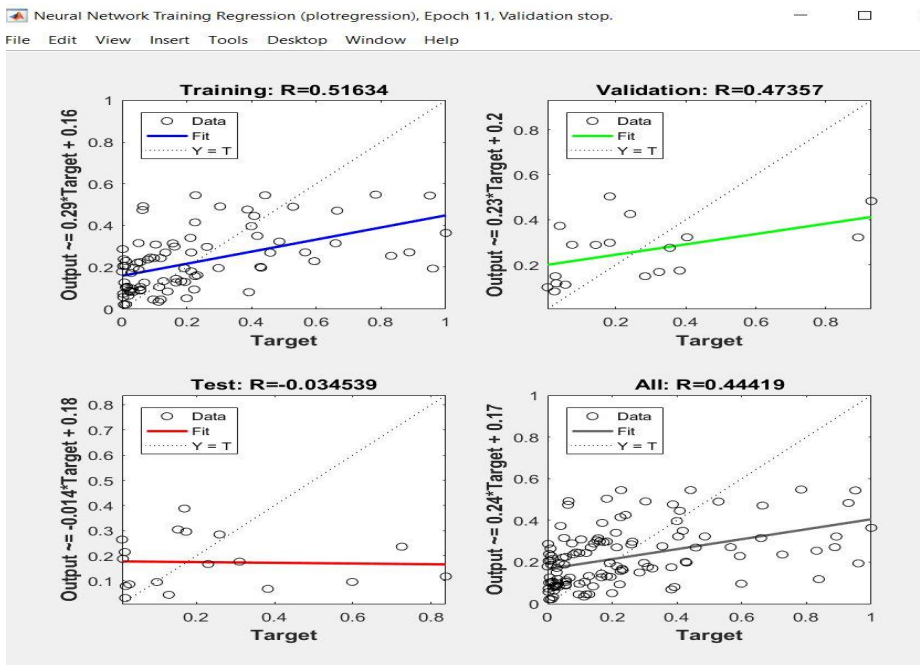 Neural Network Training Regression (plotregression), Epoch 11, Validation stop.
File Edit View Insert Tools Desktop Window Help
Training: R=0.51634
Output ~= 0.29*Target + 0.16
1
0.8
0.6
0.4
0.2
0
Data
Fit
Y = T
0 0.2 0.4 0.6 0.8 1
Target
Validation: R=0.47357
Output ~= 0.23*Target + 0.2
0.8
0.6
0.4
0.2
Data
Fit
Y = T
0.2 0.4 0.6 0.8
Target
Test: R=-0.034539
Output ~= -0.014*Target + 0.18
0.8
0.7
0.6
0.5
0.4
0.3
0.2
0.1
Data
Fit
Y = T
0.2 0.4 0.6 0.8
Target
All: R=0.44419
Output ~= 0.24*Target + 0.17
1
0.8
0.6
0.4
0.2
0
Data
Fit
Y = T
0 0.2 0.4 0.6 0.8 1
Target